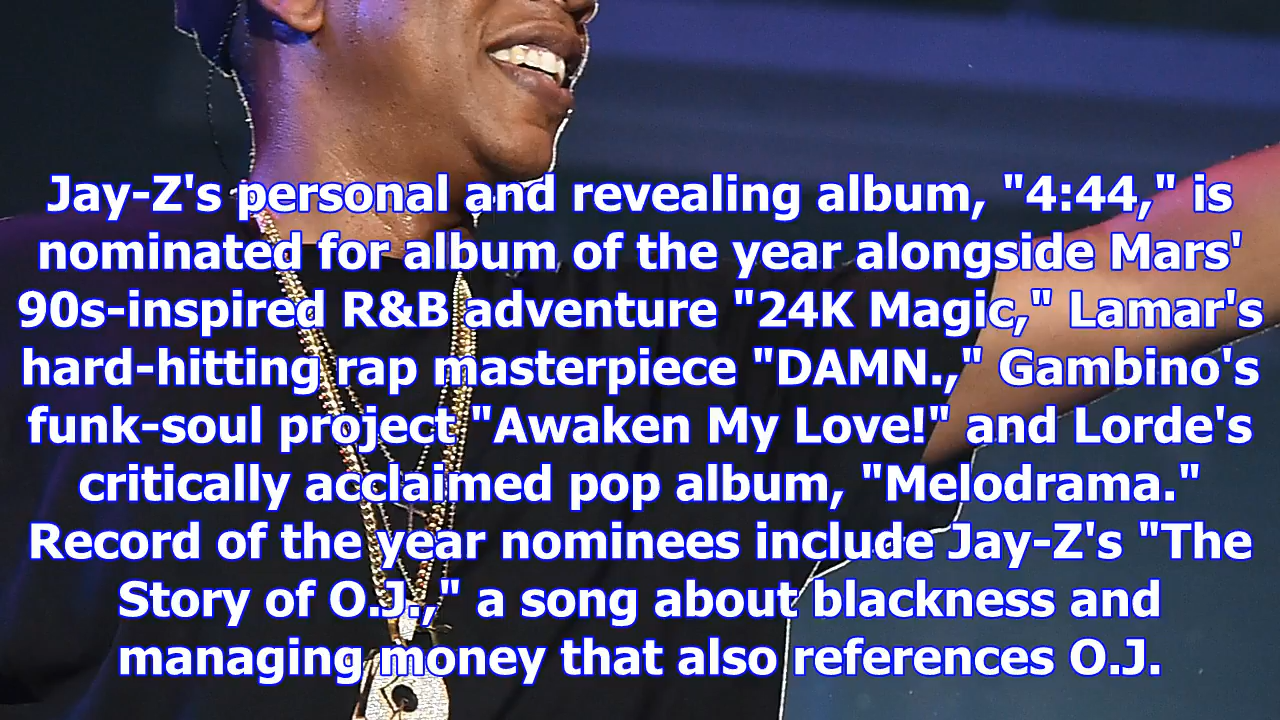 Jay-Z's personal and revealing album, "4:44," is
nominated for album of the year alongside Mars'
90s-inspired R&B adventure "24K Magic," Lamar's
hard-hitting rap masterpiece "DAMN.," Gambino's
funk-soul project "Awaken My Love!" and Lorde's
critically acclaimed pop album, "Melodrama."
Record of the year nominees include Jay-Z's "The
Story of O.J.," a song about blackness and
managing money that also references O.J.